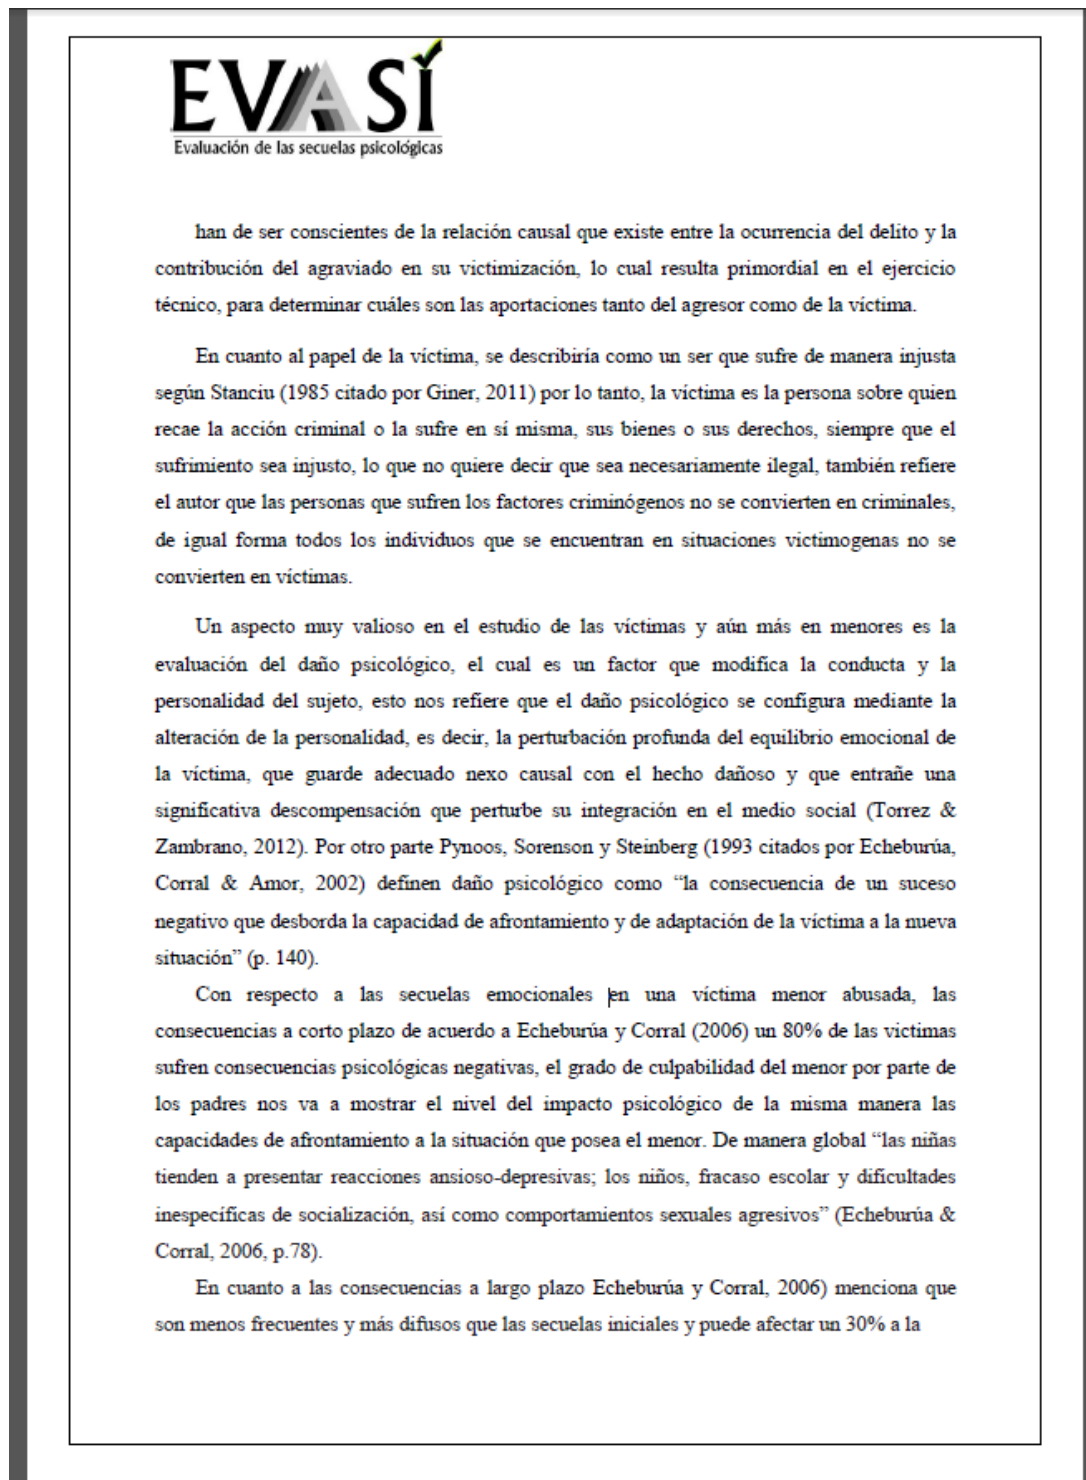 EVASÍ
Evaluación de las secuelas psicológicas
han de ser conscientes de la relación causal que existe entre la ocurrencia del delito y la
contribución del agraviado en su victimización, lo cual resulta primordial en el ejercicio
técnico, para determinar cuáles son las aportaciones tanto del agresor como de la víctima.
En cuanto al papel de la víctima, se describiría como un ser que sufre de manera injusta
según Stanciu (1985 citado por Giner, 2011) por lo tanto, la víctima es la persona sobre quien
recae la acción criminal o la sufre en sí misma, sus bienes o sus derechos, siempre que el
sufrimiento sea injusto, lo que no quiere decir que sea necesariamente ilegal, también refiere
el autor que las personas que sufren los factores criminógenos no se convierten en criminales,
de igual forma todos los individuos que se encuentran en situaciones victimogenas no se
convierten en víctimas.
Un aspecto muy valioso en el estudio de las víctimas y aún más en menores es la
evaluación del daño psicológico, el cual es un factor que modifica la conducta y la
personalidad del sujeto, esto nos refiere que el daño psicológico se configura mediante la
alteración de la personalidad, es decir, la perturbación profunda del equilibrio emocional de
la víctima, que guarde adecuado nexo causal con el hecho dañoso y que entrañe una
significativa descompensación que perturbe su integración en el medio social (Torrez &
Zambrano, 2012). Por otro parte Pynoos, Sorenson y Steinberg (1993 citados por Echeburúa,
Corral & Amor, 2002) definen daño psicológico como “la consecuencia de un suceso
negativo que desborda la capacidad de afrontamiento y de adaptación de la víctima a la nueva
situación” (p. 140).
Con respecto a las secuelas emocionales en una víctima menor abusada, las
consecuencias a corto plazo de acuerdo a Echeburúa y Corral (2006) un 80% de las victimas
sufren consecuencias psicológicas negativas, el grado de culpabilidad del menor por parte de
los padres nos va a mostrar el nivel del impacto psicológico de la misma manera las
capacidades de afrontamiento a la situación que posea el menor. De manera global “las niñas
tienden a presentar reacciones ansioso-depresivas; los niños, fracaso escolar y dificultades
inespecíficas de socialización, así como comportamientos sexuales agresivos” (Echeburúa &
Corral, 2006, p.78).
En cuanto a las consecuencias a largo plazo Echeburúa y Corral, 2006) menciona que
son menos frecuentes y más difusos que las secuelas iniciales y puede afectar un 30% a la